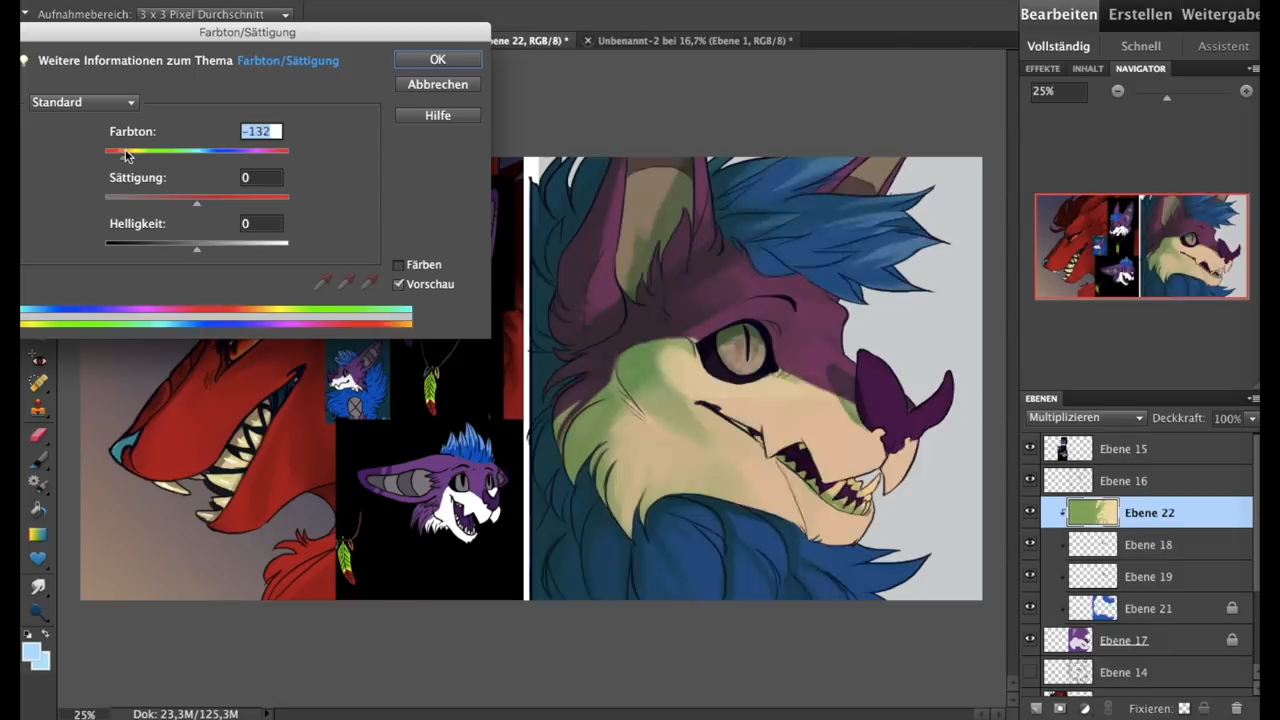 Aufnahmebereich: 3 x 3 Pixel Durchschnitt
Bearbeiten Erstellen Weitergabe
Farbton/Sättigung
ene 22, RGB/8) * × Unbenannt-2 bei 16,7% (Ebene 1, RGB/8) *
Vollständig Schnell Assistent
Weitere Informationen zum Thema Farbton/Sättigung
OK
EFFEKTE INHALT NAVIGATOR
Abbrechen
25%
Standard
Hilfe
Farbton: -132
Sättigung: 0
Helligkeit: 0
Färben
Vorschau
EBENEN
Multiplizieren Deckkraft: 100%
Ebene 15
Ebene 16
Ebene 22
Ebene 18
Ebene 19
Ebene 21
Ebene 17
Ebene 14
Fixieren:
25% Dok: 23,3M/125,3M